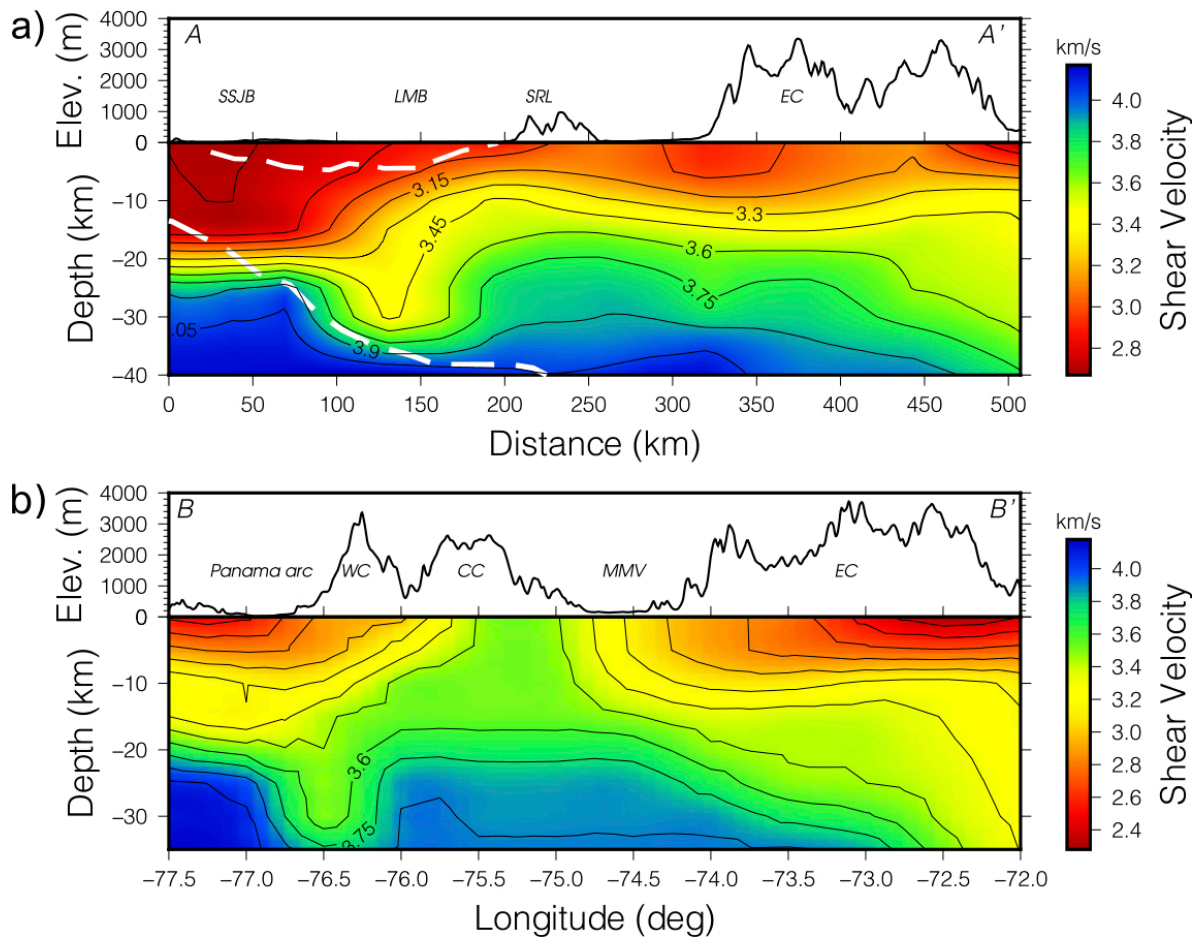 a)
A
A'
4000
3000
2000
1000
0
Elev. (m)
SSJB
LMB
SRL
EC
Depth (km)
−10
−20
−30
−40
3.15
3.45
3.3
3.6
3.75
.05
3.9
0
50
100
150
200
250
300
350
400
450
500
Distance (km)
km/s
4.0
3.8
3.6
3.4
3.2
3.0
2.8
Shear Velocity
b)
B
B'
4000
3000
2000
1000
0
Elev. (m)
Panama arc
WC
CC
MMV
EC
Depth (km)
−10
−20
−30
3.6
3.75
−77.5
−77.0
−76.5
−76.0
−75.5
−75.0
−74.5
−74.0
−73.5
−73.0
−72.5
−72.0
Longitude (deg)
km/s
4.0
3.8
3.6
3.4
3.2
3.0
2.8
2.6
2.4
Shear Velocity